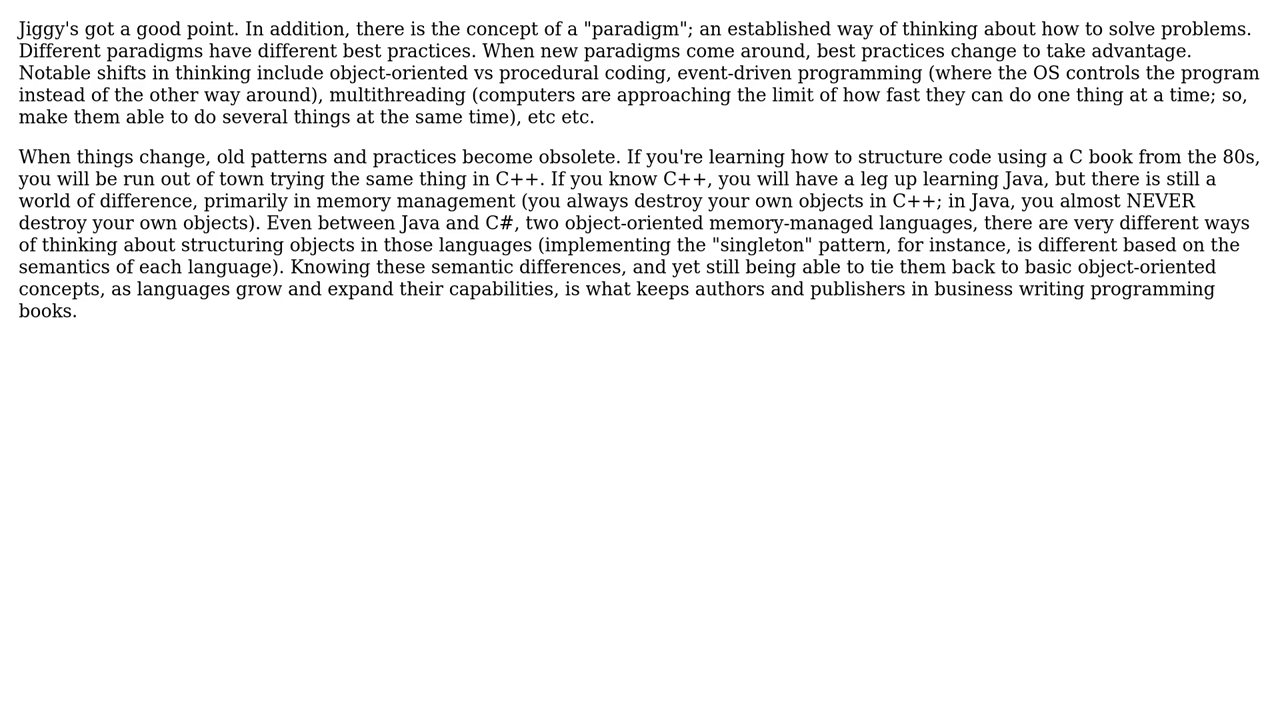 Jiggy's got a good point. In addition, there is the concept of a "paradigm"; an established way of thinking about how to solve problems.
Different paradigms have different best practices. When new paradigms come around, best practices change to take advantage.
Notable shifts in thinking include object-oriented vs procedural coding, event-driven programming (where the OS controls the program
instead of the other way around), multithreading (computers are approaching the limit of how fast they can do one thing at a time; so,
make them able to do several things at the same time), etc etc.
When things change, old patterns and practices become obsolete. If you're learning how to structure code using a C book from the 80s,
you will be run out of town trying the same thing in C++. If you know C++, you will have a leg up learning Java, but there is still a
world of difference, primarily in memory management (you always destroy your own objects in C++; in Java, you almost NEVER
destroy your own objects). Even between Java and C#, two object-oriented memory-managed languages, there are very different ways
of thinking about structuring objects in those languages (implementing the "singleton" pattern, for instance, is different based on the
semantics of each language). Knowing these semantic differences, and yet still being able to tie them back to basic object-oriented
concepts, as languages grow and expand their capabilities, is what keeps authors and publishers in business writing programming
books.